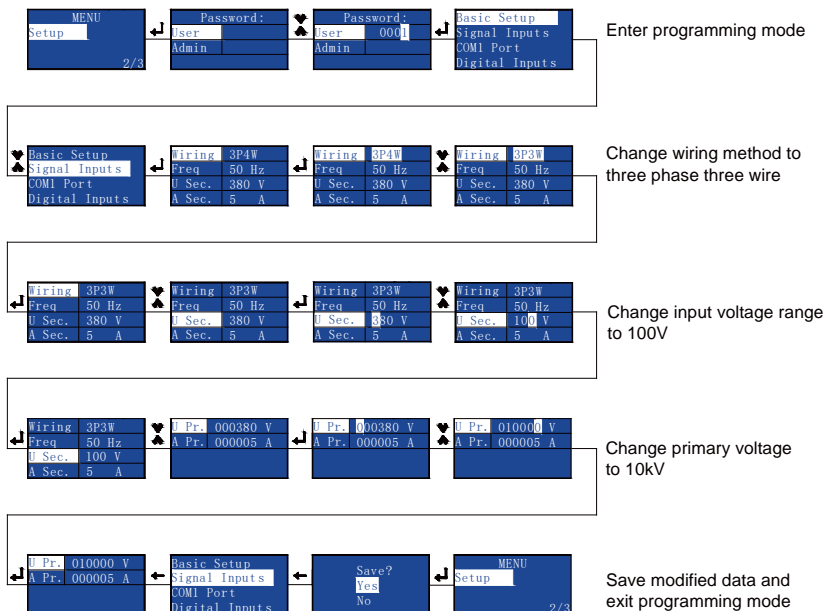 MENU
Setup
2/3
Password:
User
Admin
Password:
User 0001
Admin
Basic Setup
Signal Inputs
COM1 Port
Digital Inputs
Enter programming mode
Basic Setup
Signal Inputs
COM1 Port
Digital Inputs
Wiring 3P4W
Freq 50 Hz
U Sec. 380 V
A Sec. 5 A
Wiring 3P4W
Freq 50 Hz
U Sec. 380 V
A Sec. 5 A
Wiring 3P3W
Freq 50 Hz
U Sec. 380 V
A Sec. 5 A
Change wiring method to
three phase three wire
Wiring 3P3W
Freq 50 Hz
U Sec. 380 V
A Sec. 5 A
Wiring 3P3W
Freq 50 Hz
U Sec. 380 V
A Sec. 5 A
Wiring 3P3W
Freq 50 Hz
U Sec. 380 V
A Sec. 5 A
Wiring 3P3W
Freq 50 Hz
U Sec. 100 V
A Sec. 5 A
Change input voltage range
to 100V
Wiring 3P3W
Freq 50 Hz
U Sec. 100 V
A Sec. 5 A
U Pr. 000380 V
A Pr. 000005 A
U Pr. 000380 V
A Pr. 000005 A
U Pr. 010000 V
A Pr. 000005 A
Change primary voltage
to 10kV
U Pr. 010000 V
A Pr. 000005 A
Basic Setup
Signal Inputs
COM1 Port
Digital Inputs
Save?
Yes
No
MENU
Setup
2/3
Save modified data and
exit programming mode